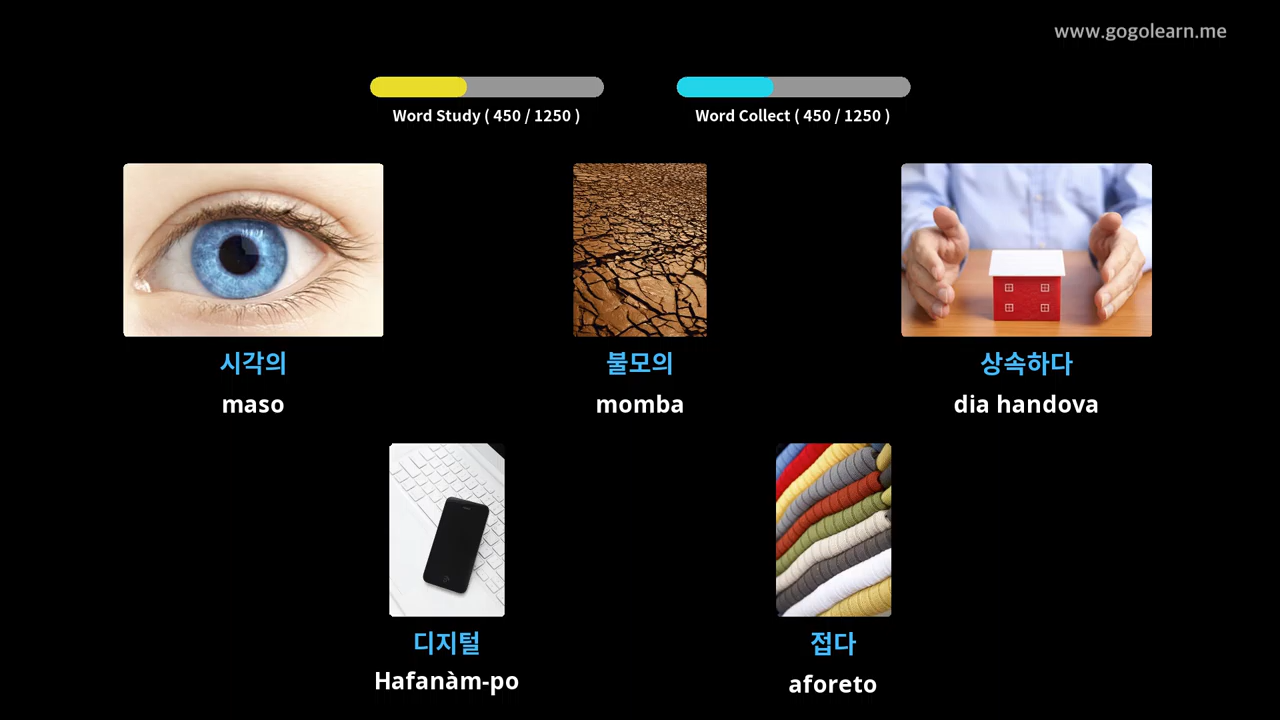 www.gogolearn.me
Word Study ( 450 / 1250 )
Word Collect ( 450 / 1250 )
시각의
불모의
상속하다
maso
momba
dia handova
디지털
접다
Hafanàm-po
aforeto